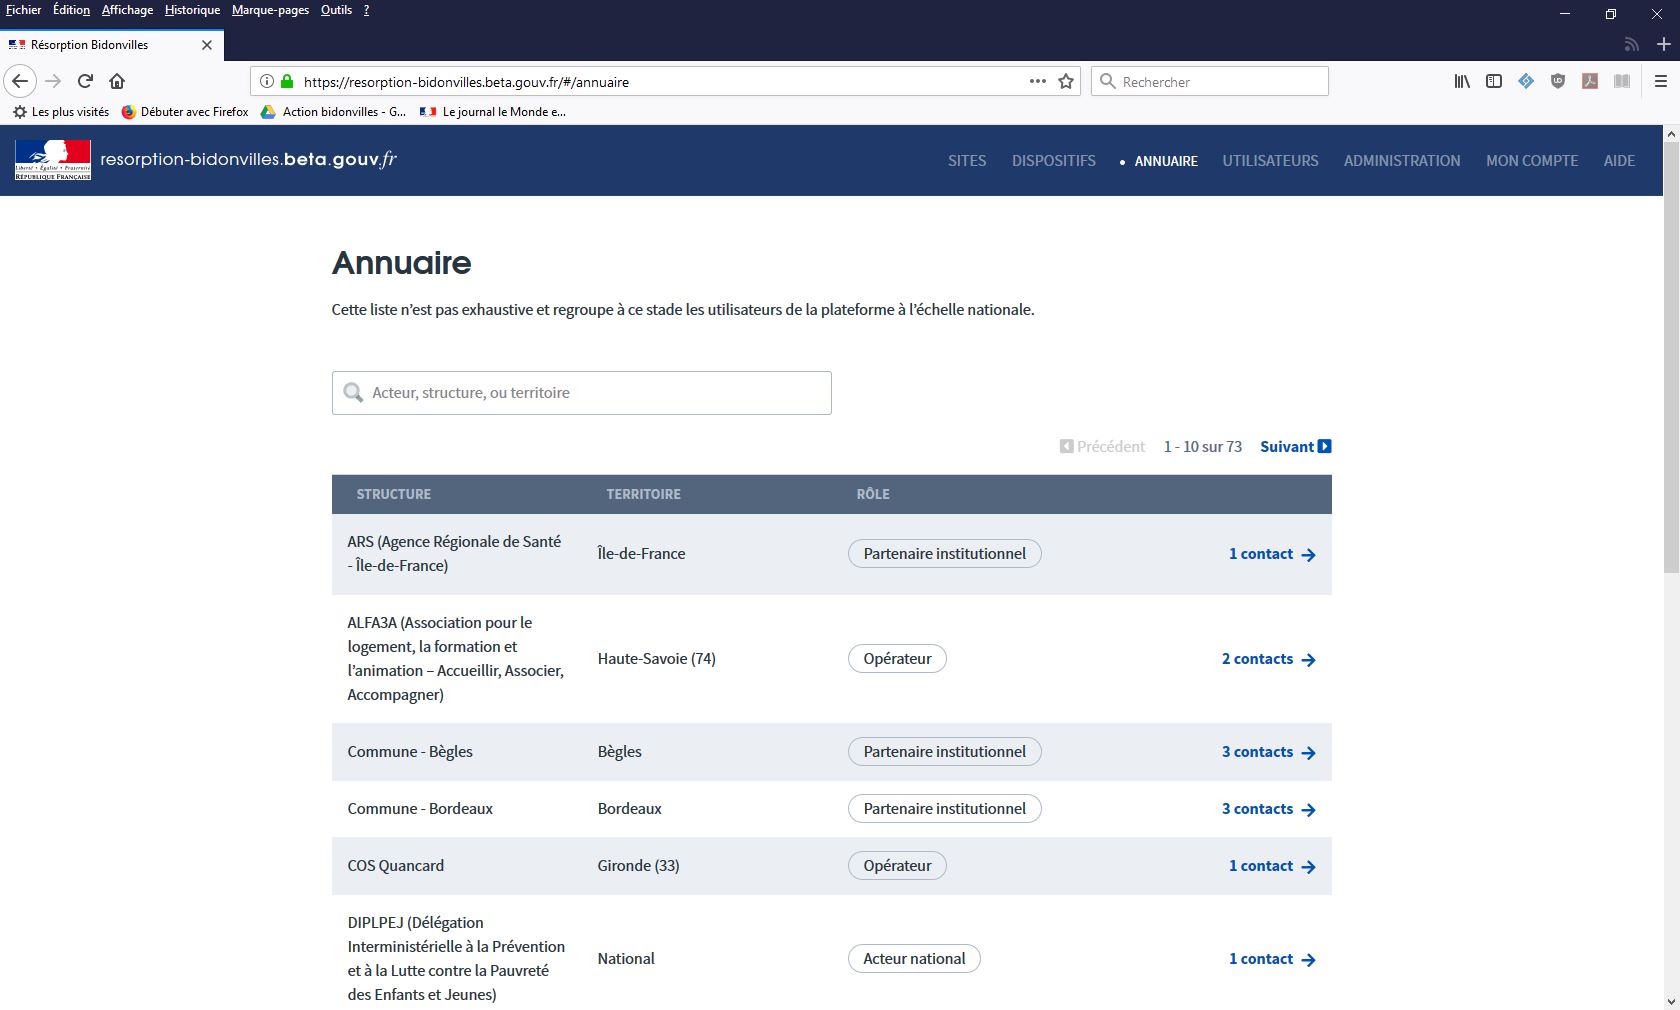 Fichier Édition Affichage Historique Marque-pages Outils ?
Résorption Bidonvilles
https://resorption-bidonvilles.beta.gouv.fr/#/annuaire
Rechercher
Les plus visités
Débuter avec Firefox
Action bidonvilles - G...
Le journal le Monde e...
Liberté • Égalité • Fraternité
RÉPUBLIQUE FRANÇAISE
resorption-bidonvilles.beta.gouv.fr
SITES
DISPOSITIFS
• ANNUAIRE
UTILISATEURS
ADMINISTRATION
MON COMPTE
AIDE
Annuaire
Cette liste n’est pas exhaustive et regroupe à ce stade les utilisateurs de la plateforme à l’échelle nationale.
Acteur, structure, ou territoire
Précédent
1 - 10 sur 73
Suivant
STRUCTURE
TERRITOIRE
RÔLE
ARS (Agence Régionale de Santé
- Île-de-France)
Île-de-France
Partenaire institutionnel
1 contact →
ALFA3A (Association pour le
logement, la formation et
l’animation – Accueillir, Associer,
Accompagner)
Haute-Savoie (74)
Opérateur
2 contacts →
Commune - Bègles
Bègles
Partenaire institutionnel
3 contacts →
Commune - Bordeaux
Bordeaux
Partenaire institutionnel
3 contacts →
COS Quancard
Gironde (33)
Opérateur
1 contact →
DIPLPEJ (Délégation
Interministérielle à la Prévention
et à la Lutte contre la Pauvreté
des Enfants et Jeunes)
National
Acteur national
1 contact →